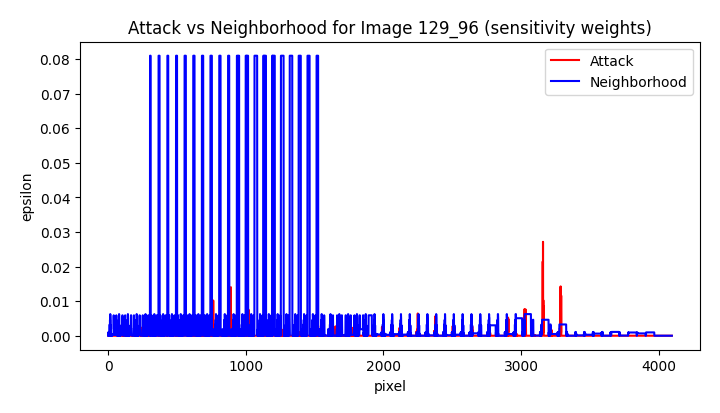 Attack vs Neighborhood for Image 129_96 (sensitivity weights)
Attack
Neighborhood
epsilon
0.08
0.07
0.06
0.05
0.04
0.03
0.02
0.01
0.00
0
1000
2000
3000
4000
pixel